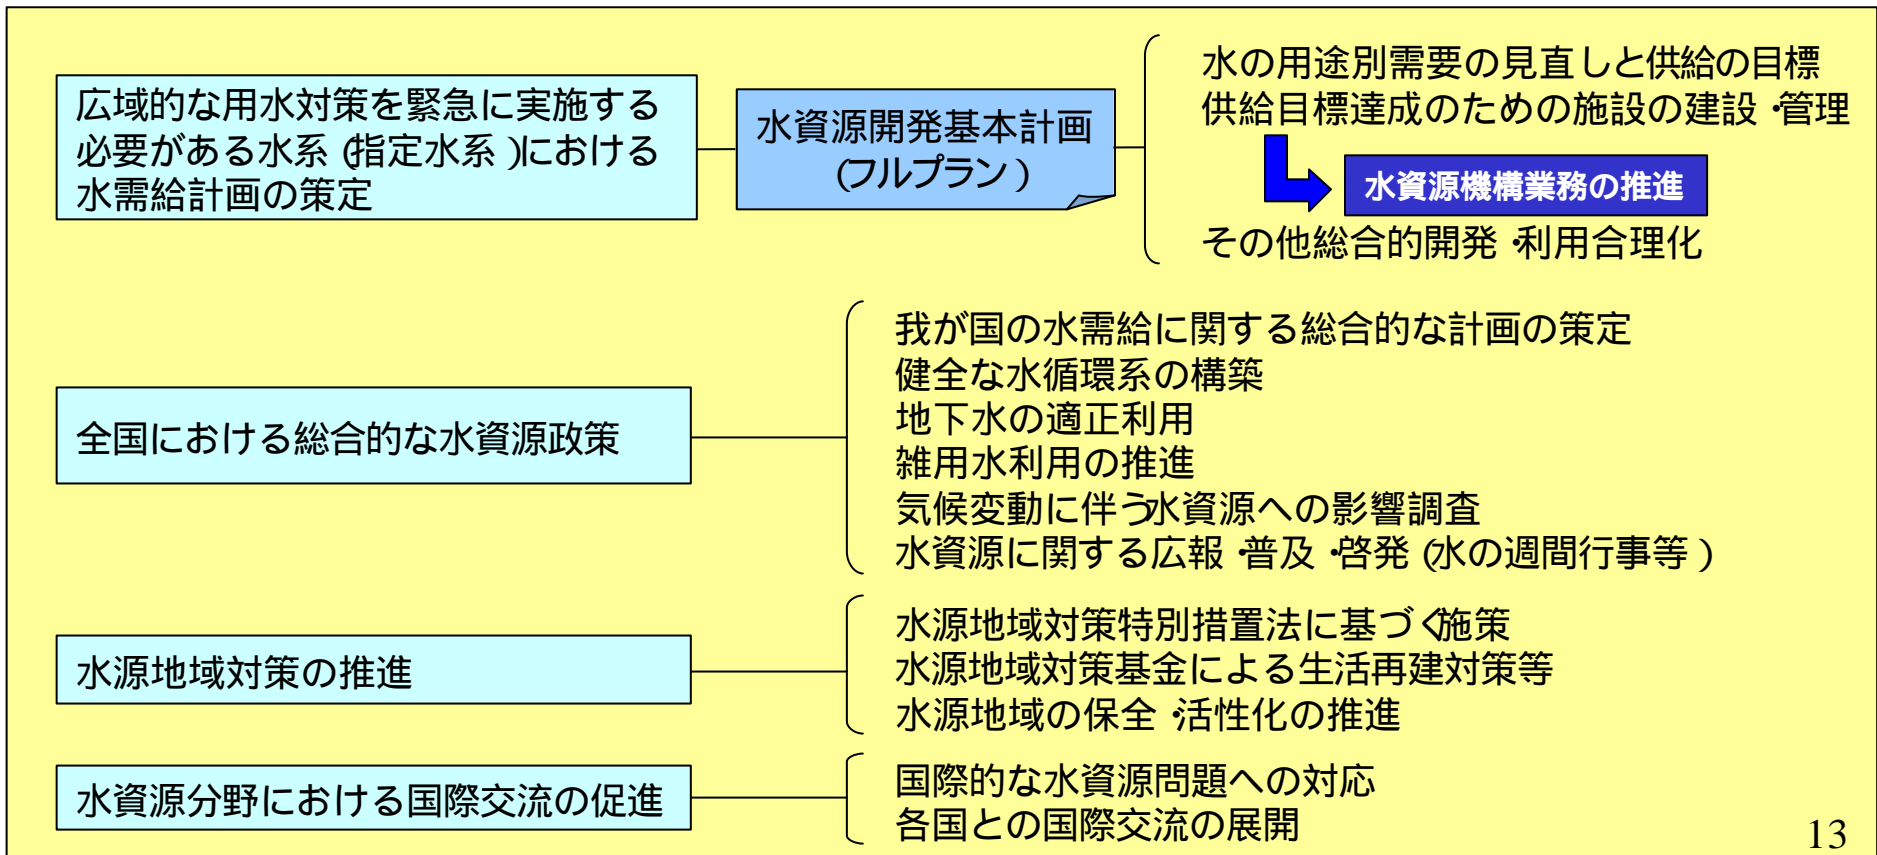 広域的な用水対策を緊急に実施する
必要がある水系(指定水系)における
水需給計画の策定
水資源開発基本計画
(フルプラン)
水の用途別需要の見直しと供給の目標
供給目標達成のための施設の建設・管理
水資源機構業務の推進
その他総合的開発・利用合理化
全国における総合的な水資源政策
我が国の水需給に関する総合的な計画の策定
健全な水循環系の構築
地下水の適正利用
雑用水利用の推進
気候変動に伴う水資源への影響調査
水資源に関する広報・普及・啓発(水の週間行事等)
水源地域対策の推進
水源地域対策特別措置法に基づく施策
水源地域対策基金による生活再建対策等
水源地域の保全・活性化の推進
水資源分野における国際交流の促進
国際的な水資源問題への対応
各国との国際交流の展開
13